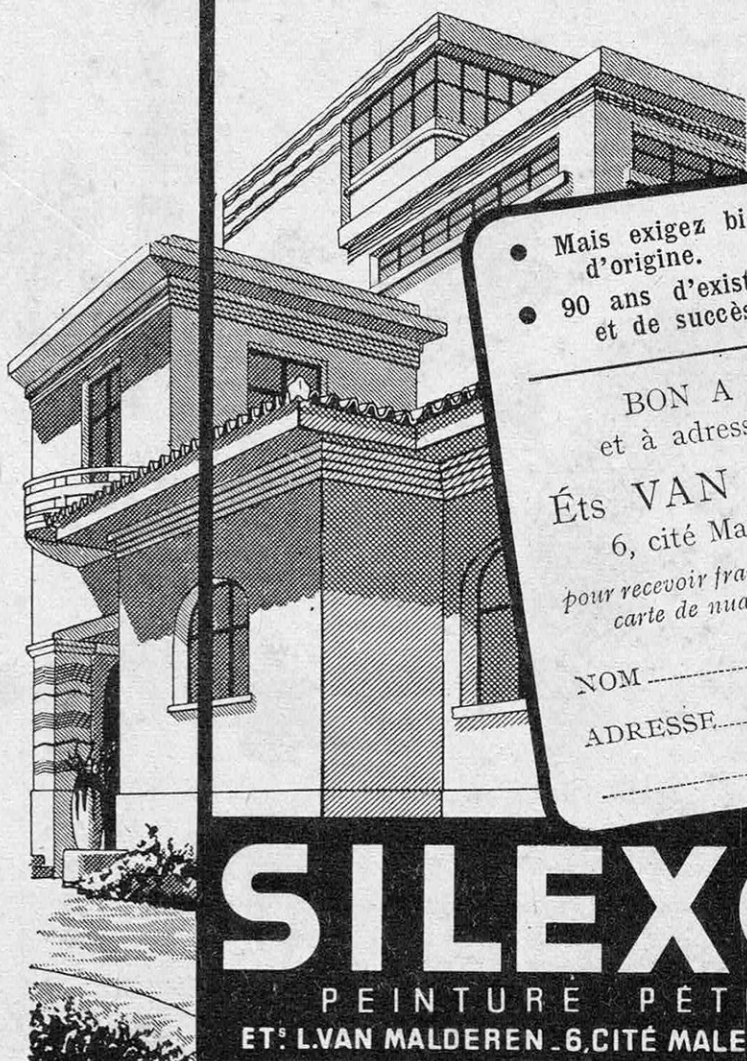 Mais exigez bi
d'origine.
90 ans d'exist
et de succès
BON A
et à adress
Éts VAN
6, cité Ma
pour recevoir fra
carte de nua
NOM
ADRESSE
SILEX
PEINTURE PÉT
ETS L.VAN MALDEREN_6,CITÉ MALE